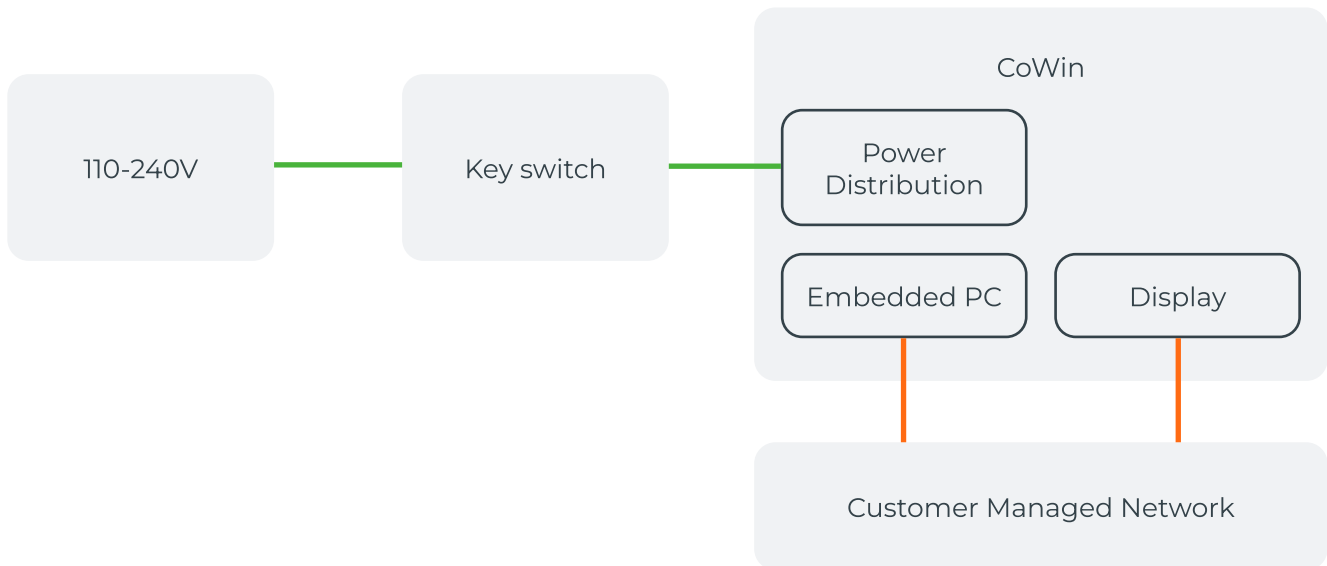 CoWin
110-240V
Key switch
Power
Distribution
Embedded PC
Display
Customer Managed Network